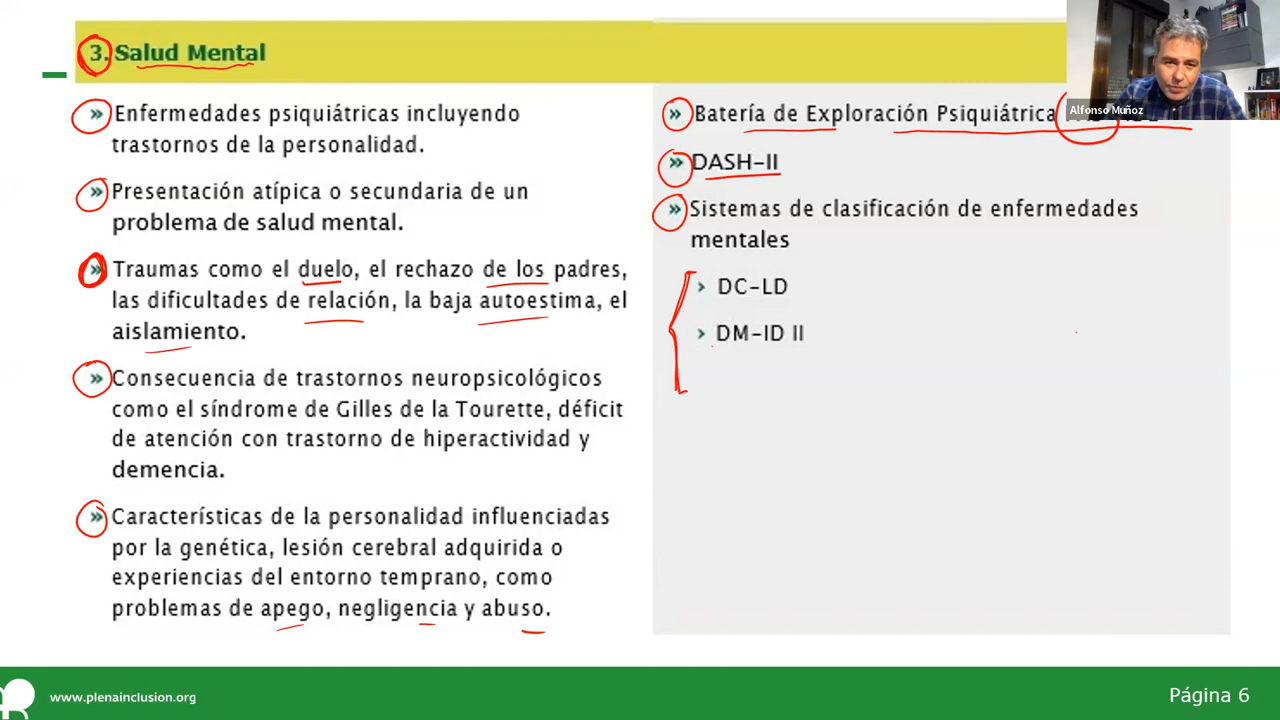 3. Salud Mental
» Enfermedades psiquiátricas incluyendo
trastornos de la personalidad.
» Presentación atípica o secundaria de un
problema de salud mental.
» Traumas como el duelo, el rechazo de los padres,
las dificultades de relación, la baja autoestima, el
aislamiento.
» Consecuencia de trastornos neuropsicológicos
como el síndrome de Gilles de la Tourette, déficit
de atención con trastorno de hiperactividad y
demencia.
» Características de la personalidad influenciadas
por la genética, lesión cerebral adquirida o
experiencias del entorno temprano, como
problemas de apego, negligencia y abuso.
» Batería de Exploración Psiquiátrica
» DASH-II
» Sistemas de clasificación de enfermedades
mentales
› DC-LD
› DM-ID II
Alfonso Muñoz
www.plenainclusion.org
Página 6